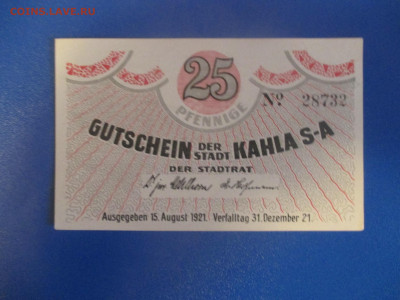 COINS.LAVE.RU
25
PFENNIGE
Nº 28732
GUTSCHEIN DER STADT KAHLA S-A
DER STADTRAT
Ausgegeben 15. August 1921. Verfalltag 31. Dezember 21.